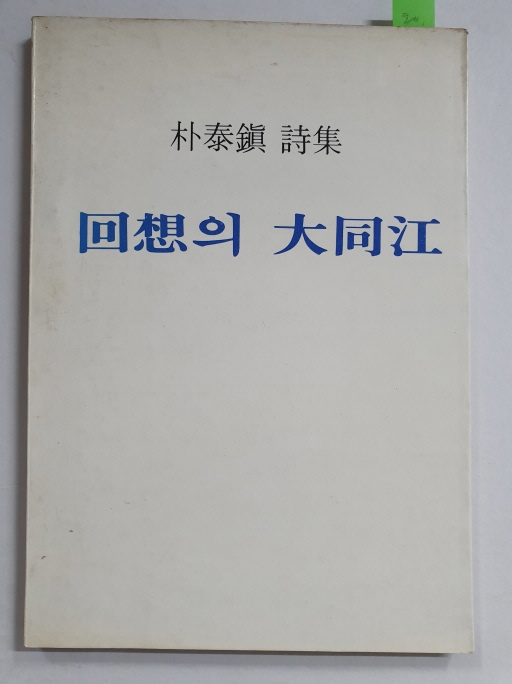 朴泰鎭 詩集
回想의 大同江